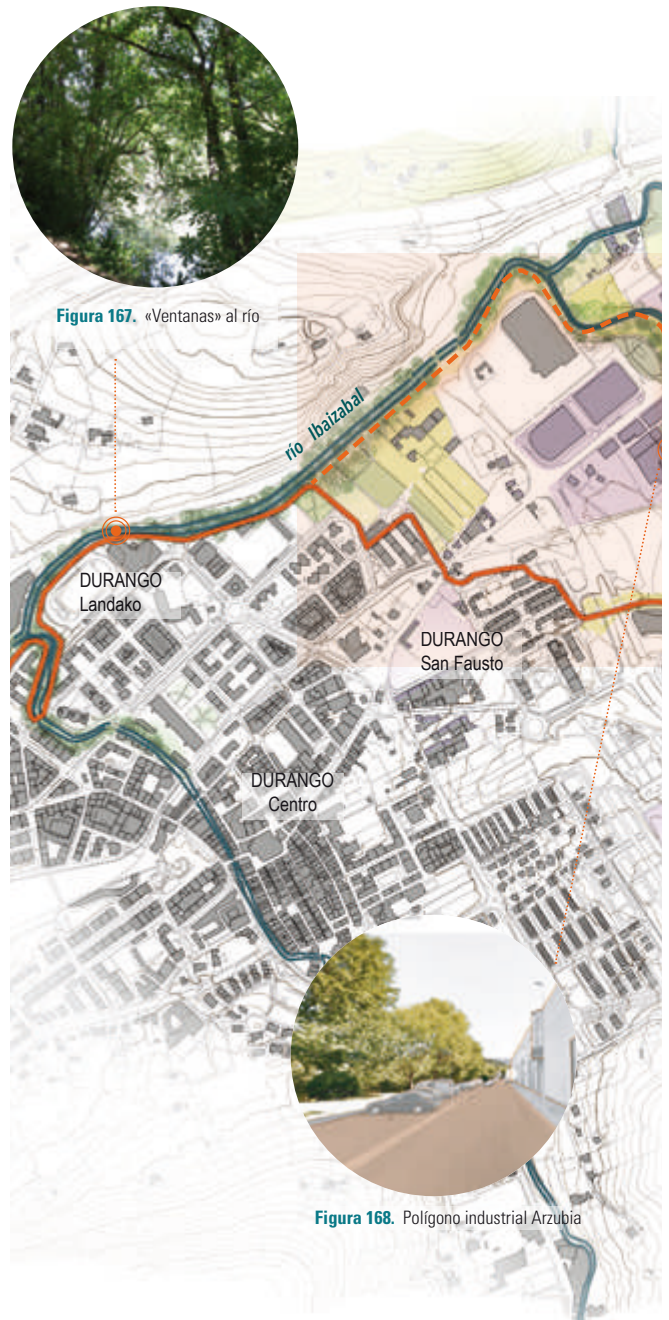 Figura 167. «Ventanas» al río
río Ibaizabal
DURANGO
Landako
DURANGO
San Fausto
DURANGO
Centro
Figura 168. Polígono industrial Arzubia